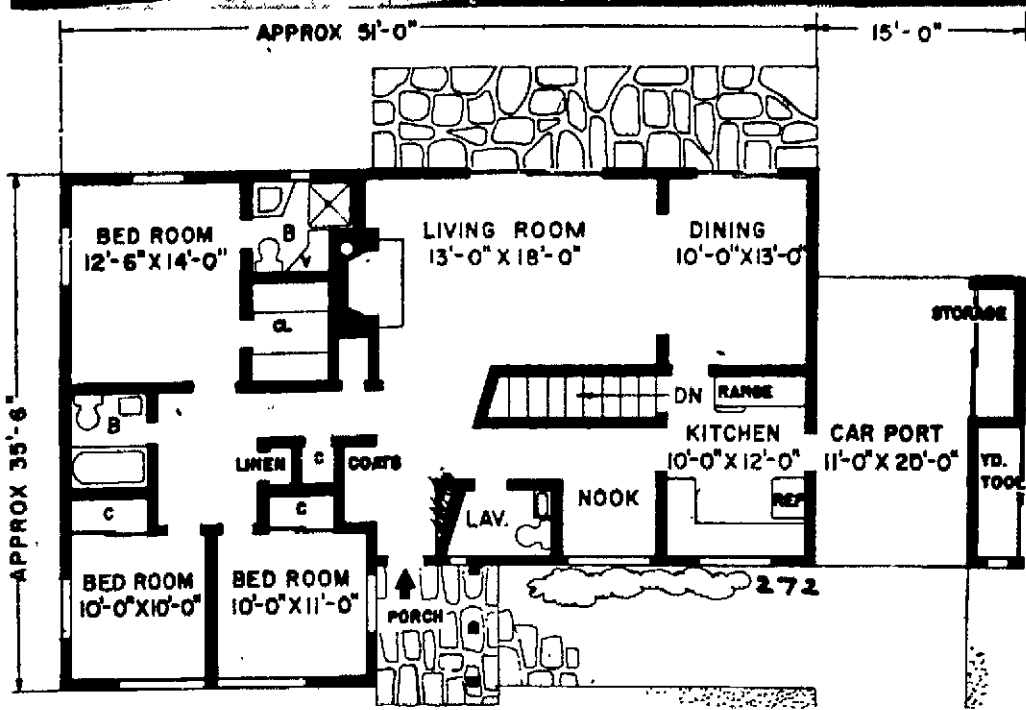 APPROX 51'-0"
15'-0"
BED ROOM
12'-6" X 14'-0"
B
V
LIVING ROOM
13'-0" X 18'-0"
DINING
10'-0" X 13'-0"
STORAGE
CL.
APPROX 35'-6"
B
DN
RANGE
LINEN
C
COATS
KITCHEN
10'-0" X 12'-0"
CAR PORT
11'-0" X 20'-0"
YD.
TOOL
C
C
LAV.
NOOK
REF
BED ROOM
10'-0" X 10'-0"
BED ROOM
10'-0" X 11'-0"
PORCH
272